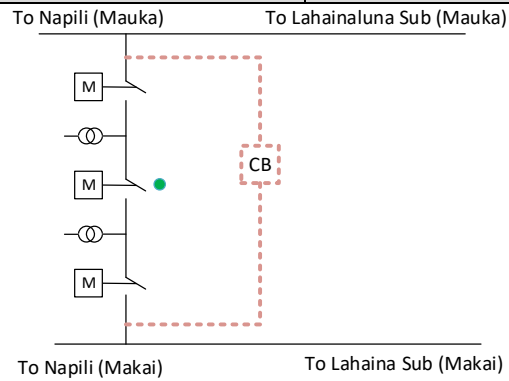 To Napili (Mauka)
To Lahainaluna Sub (Mauka)
M
CB
M
M
To Napili (Makai)
To Lahaina Sub (Makai)